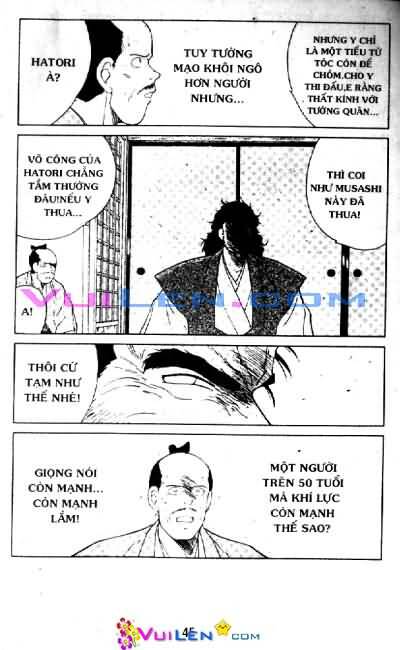 HATORI
À?
TUY TƯỚNG
MẠO KHÔI NGÔ
HƠN NGƯỜI
NHƯNG...
NHƯNG Y CHỈ
LÀ MỘT TIỂU TỬ
TÓC CÒN ĐỂ
CHỎM.CHO Y
THI ĐẤU,E RẰNG
THẤT KÍNH VỚI
TƯỚNG QUÂN...
VÕ CÔNG CỦA
HATORI CHẲNG
TẦM THƯỜNG
ĐÂU!NẾU Y
THUA...
THÌ COI
NHƯ MUSASHI
NÀY ĐÃ
THUA!
A!
VUILEN.COM
THÔI CỨ
TẠM NHƯ
THẾ NHÉ!
GIỌNG NÓI
CÒN MẠNH...
CÒN MẠNH
LẮM!
MỘT NGƯỜI
TRÊN 50 TUỔI
MÀ KHÍ LỰC
CÒN MẠNH
THẾ SAO?
45
VUILEN.COM